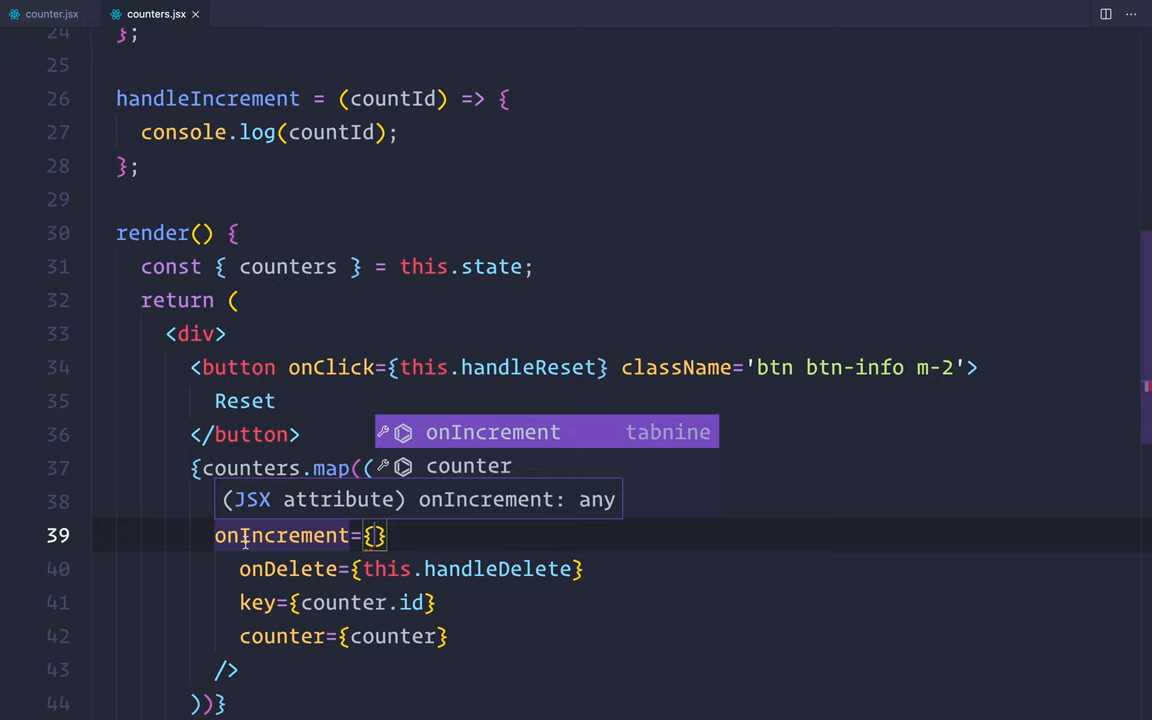 counter.jsx counters.jsx ×
24 };
25
26 handleIncrement = (countId) => {
27 console.log(countId);
28 };
29
30 render() {
31 const { counters } = this.state;
32 return (
33 <div>
34 <button onClick={this.handleReset} className='btn btn-info m-2'>
35 Reset
36 </button>
onIncrement tabnine
37 {counters.map((
counter
38
(JSX attribute) onIncrement: any
39 onIncrement={}
40 onDelete={this.handleDelete}
41 key={counter.id}
42 counter={counter}
43 />
44 ))}